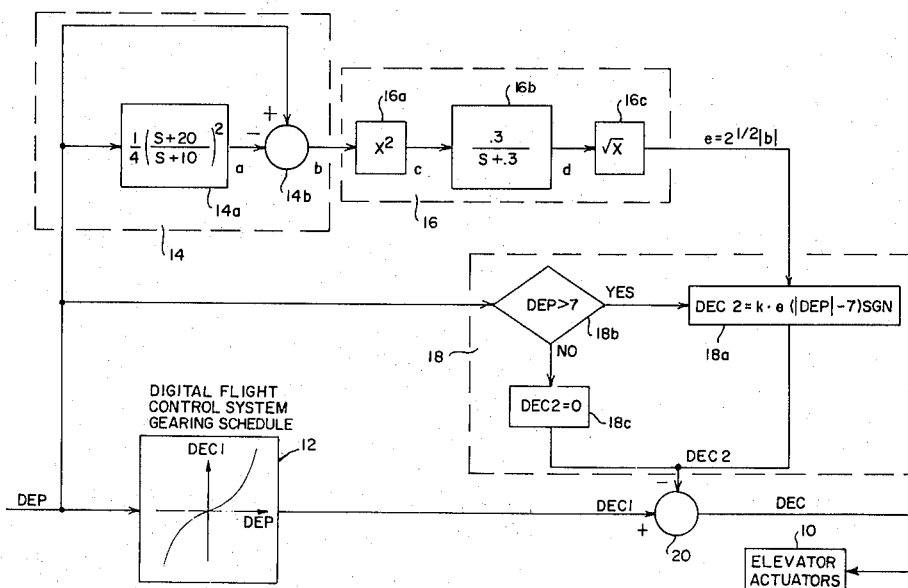 16a
16b
16c
+
1/4 (S+20/S+10)²
−
X²
.3/S+.3
√X
e=2^1/2|b|
a
b
c
d
14a
14b
16
14
DEP>7
YES
DEC 2=k·e (|DEP|-7)SGN
18b
18a
18
NO
DIGITAL FLIGHT
CONTROL SYSTEM
GEARING SCHEDULE
DEC2=0
18c
12
DEC1
DEC 2
DEP
DEP
−
DEC1
+
DEC
20
10
ELEVATOR
ACTUATORS